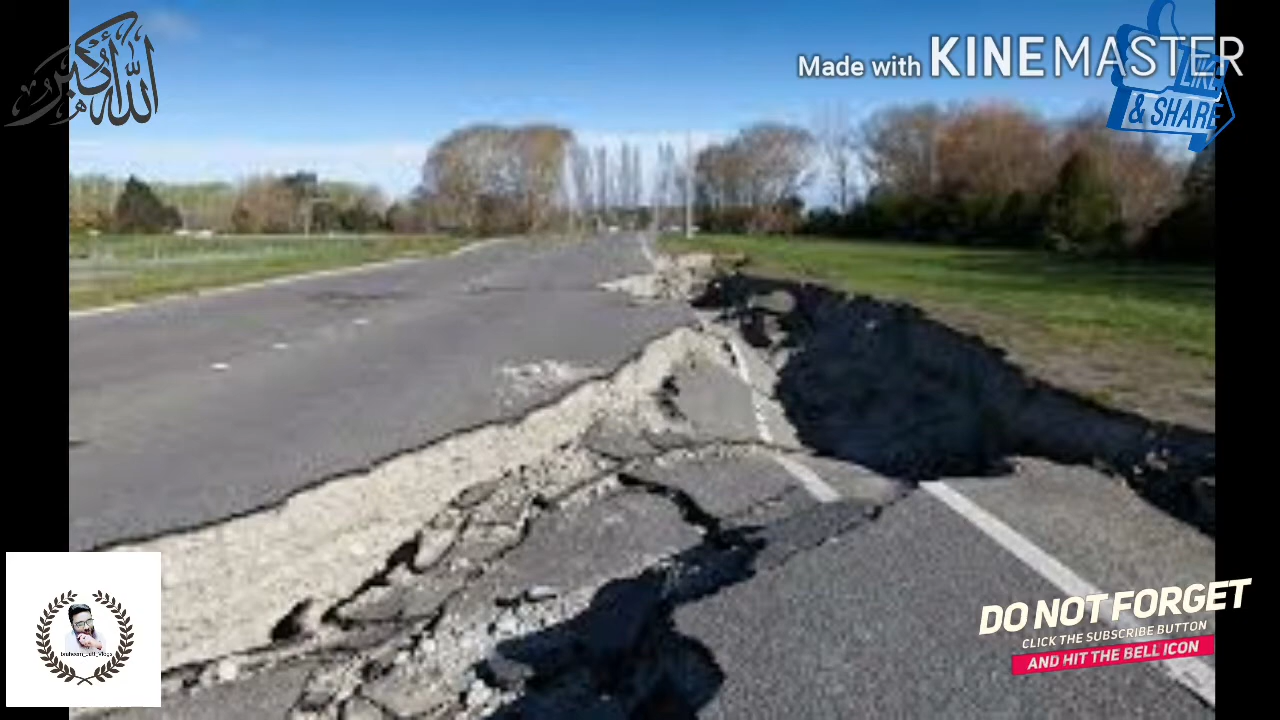 الله أكبر
Made with KINEMASTER
LIKE
& SHARE
DO NOT FORGET
CLICK THE SUBSCRIBE BUTTON
AND HIT THE BELL ICON